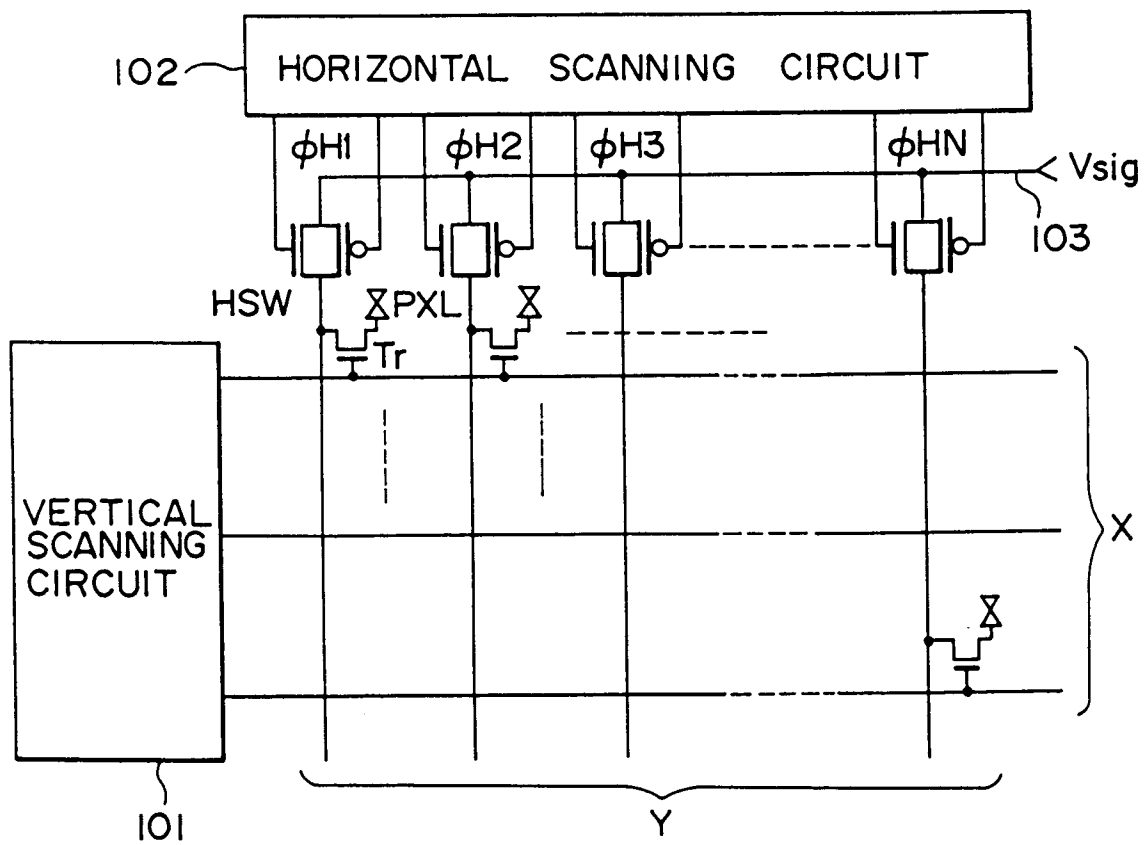 102
HORIZONTAL SCANNING CIRCUIT
ϕH1
ϕH2
ϕH3
ϕHN
Vsig
103
HSW
PXL
Tr
VERTICAL
SCANNING
CIRCUIT
X
101
Y